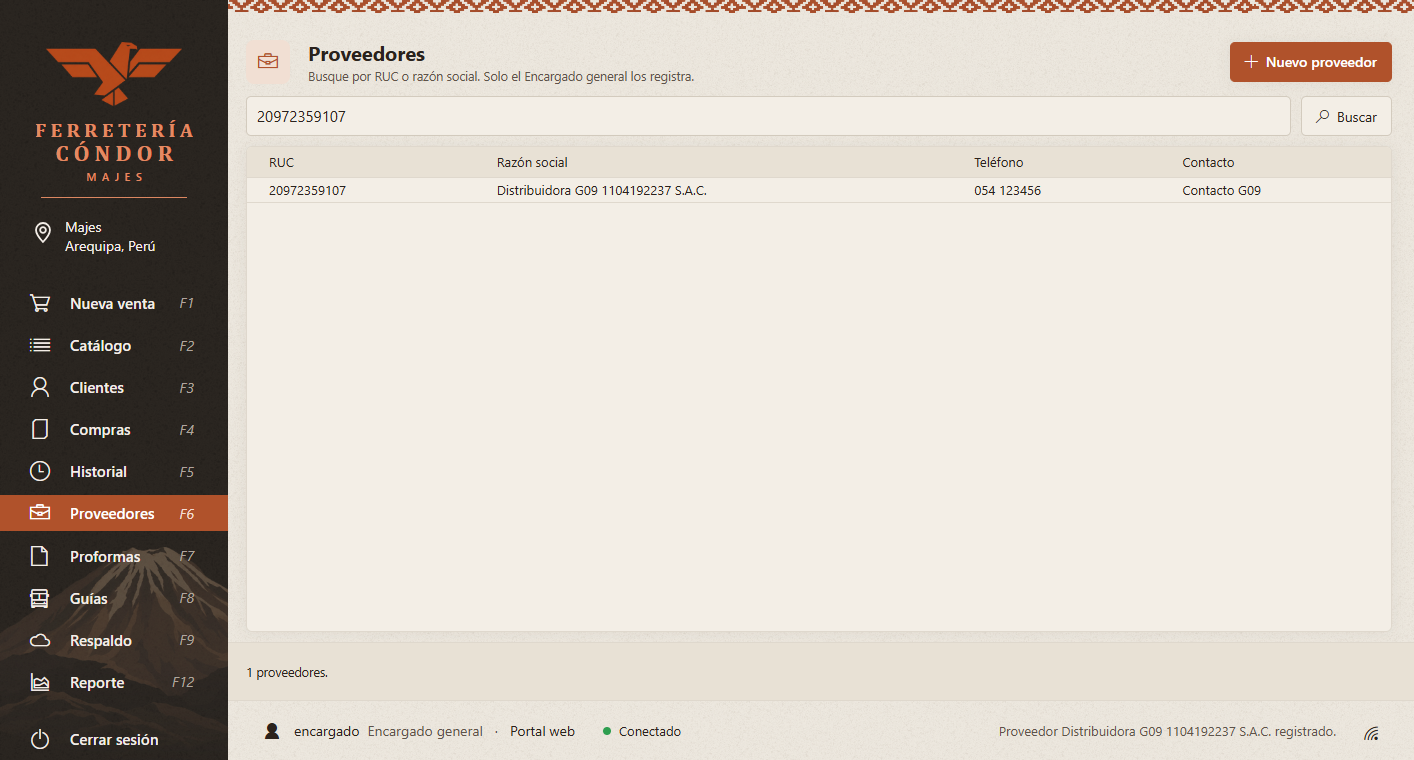 FERRETERÍA
CÓNDOR
MAJES
Majes
Arequipa, Perú
Nueva venta F1
Catálogo F2
Clientes F3
Compras F4
Historial F5
Proveedores F6
Proformas F7
Guías F8
Respaldo F9
Reporte F12
Cerrar sesión
Proveedores
Busque por RUC o razón social. Solo el Encargado general los registra.
Nuevo proveedor
20972359107
Buscar
RUC Razón social Teléfono Contacto
20972359107 Distribuidora G09 1104192237 S.A.C. 054 123456 Contacto G09
1 proveedores.
encargado Encargado general · Portal web Conectado Proveedor Distribuidora G09 1104192237 S.A.C. registrado.